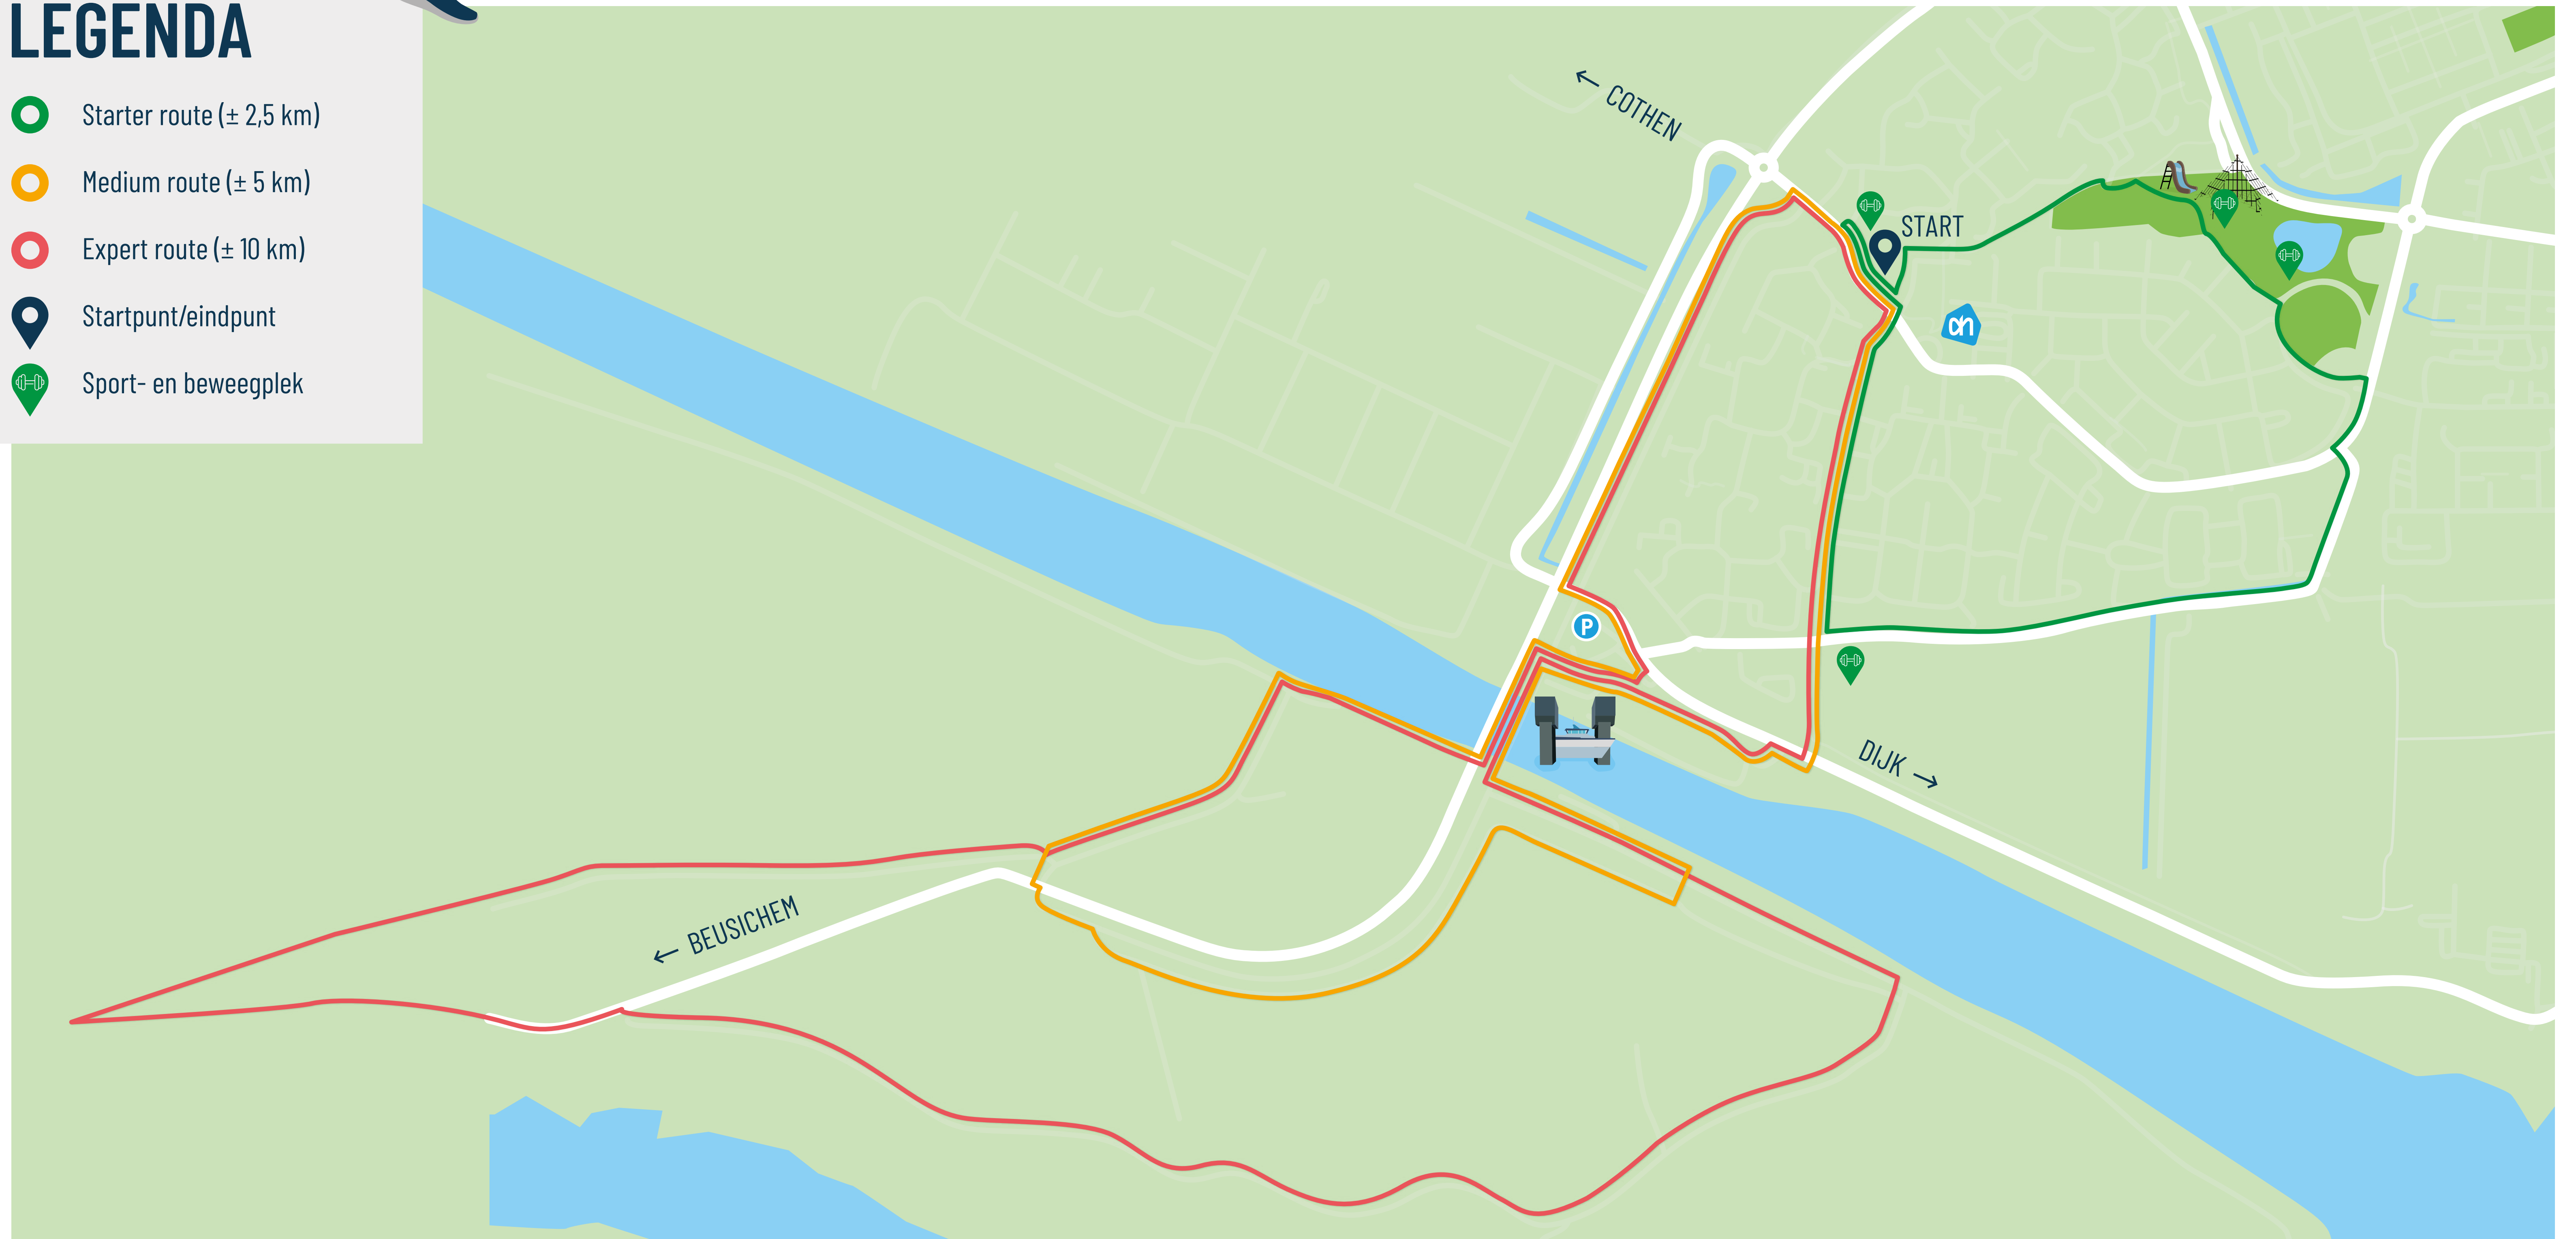 LEGENDA
Starter route (± 2,5 km)
Medium route (± 5 km)
Expert route (± 10 km)
Startpunt/eindpunt
Sport- en beweegplek
← COTHEN
START
ah
P
DIJK →
← BEUSICHEM